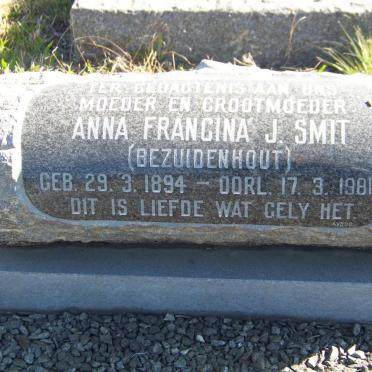 TER GEDAGTENIS AAN ONS
MOEDER EN GROOTMOEDER
ANNA FRANCINA J. SMIT
(BEZUIDENHOUT)
GEB. 29. 3. 1894 – OORL. 17. 3. 1981
DIT IS LIEFDE WAT GELY HET.